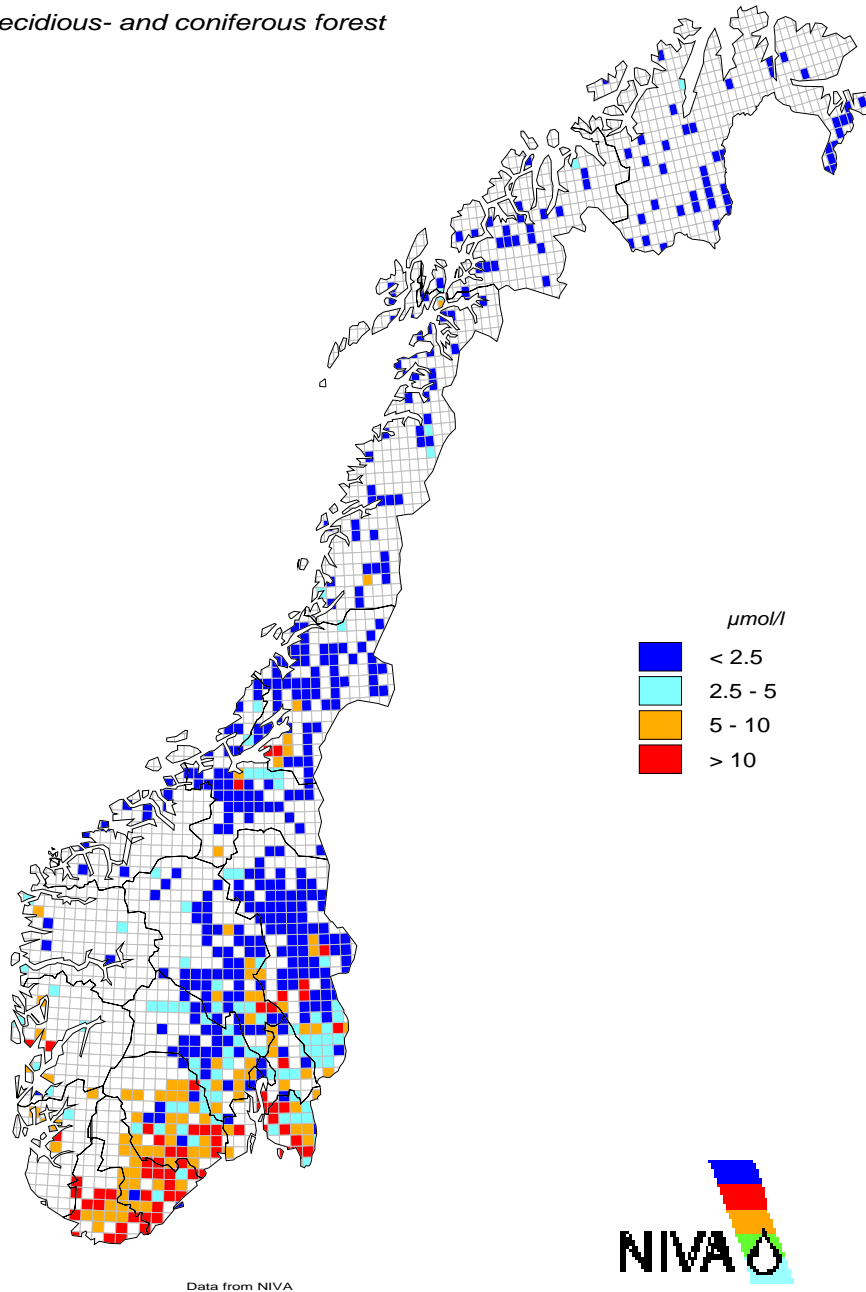 ecidious- and coniferous forest
µmol/l
< 2.5
2.5 - 5
5 - 10
> 10
NIVA
Data from NIVA